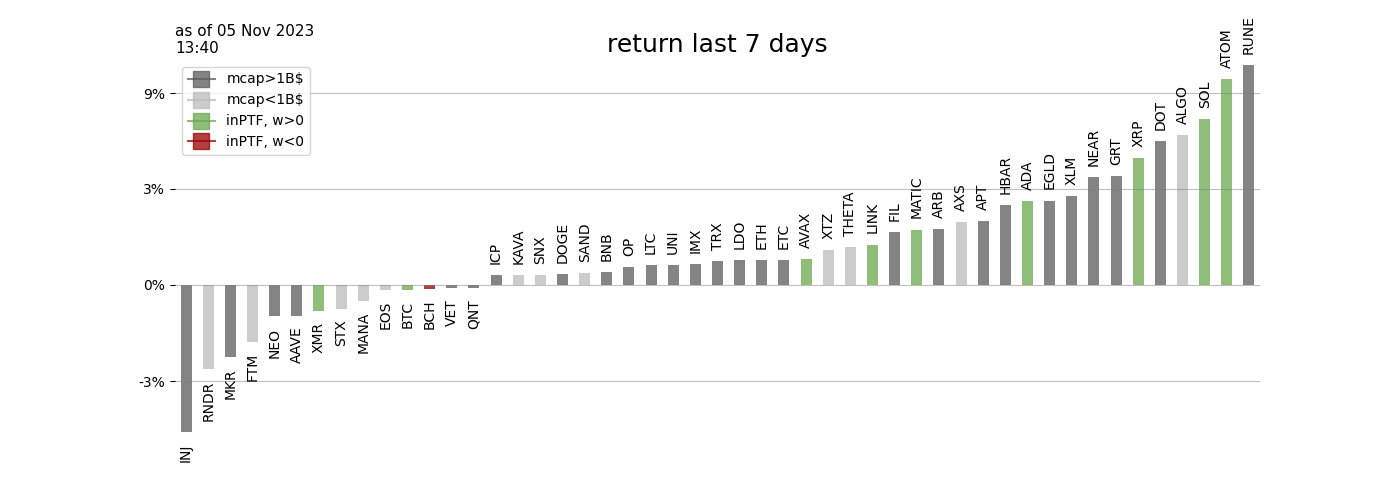 as of 05 Nov 2023
13:40
return last 7 days
mcap>1B$
mcap<1B$
inPTF, w>0
inPTF, w<0
9%
3%
0%
-3%
INJ
RNDR
MKR
FTM
NEO
AAVE
XMR
STX
MANA
EOS
BTC
BCH
VET
QNT
ICP
KAVA
SNX
DOGE
SAND
BNB
OP
LTC
UNI
IMX
TRX
LDO
ETH
ETC
AVAX
XTZ
THETA
LINK
FIL
MATIC
ARB
AXS
APT
HBAR
ADA
EGLD
XLM
NEAR
GRT
XRP
DOT
ALGO
SOL
ATOM
RUNE